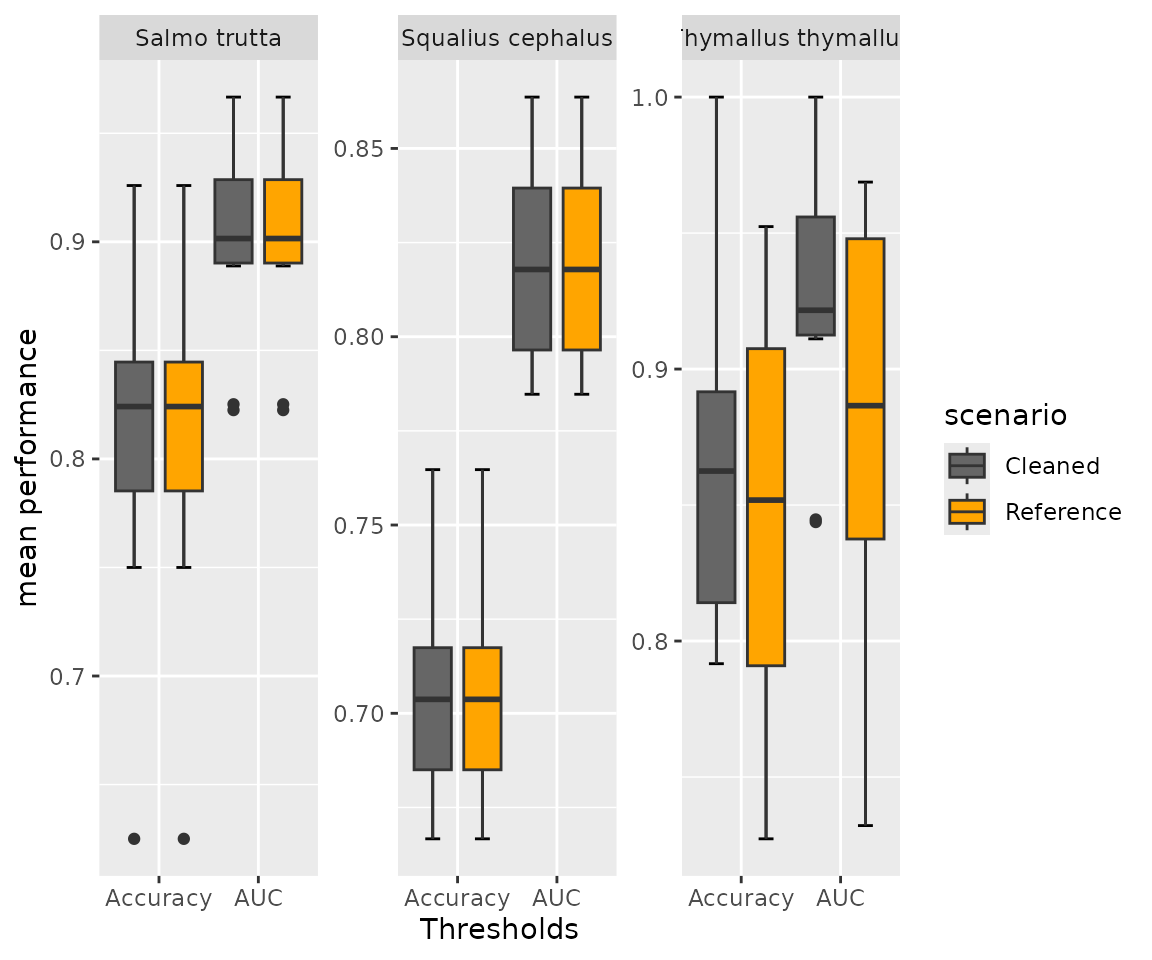 Salmo trutta
Squalius cephalus
hymallus thymallu
mean performance
0.9
0.8
0.7
0.85
0.80
0.75
0.70
1.0
0.9
0.8
Accuracy AUC
Accuracy AUC
Accuracy AUC
Thresholds
scenario
Cleaned
Reference